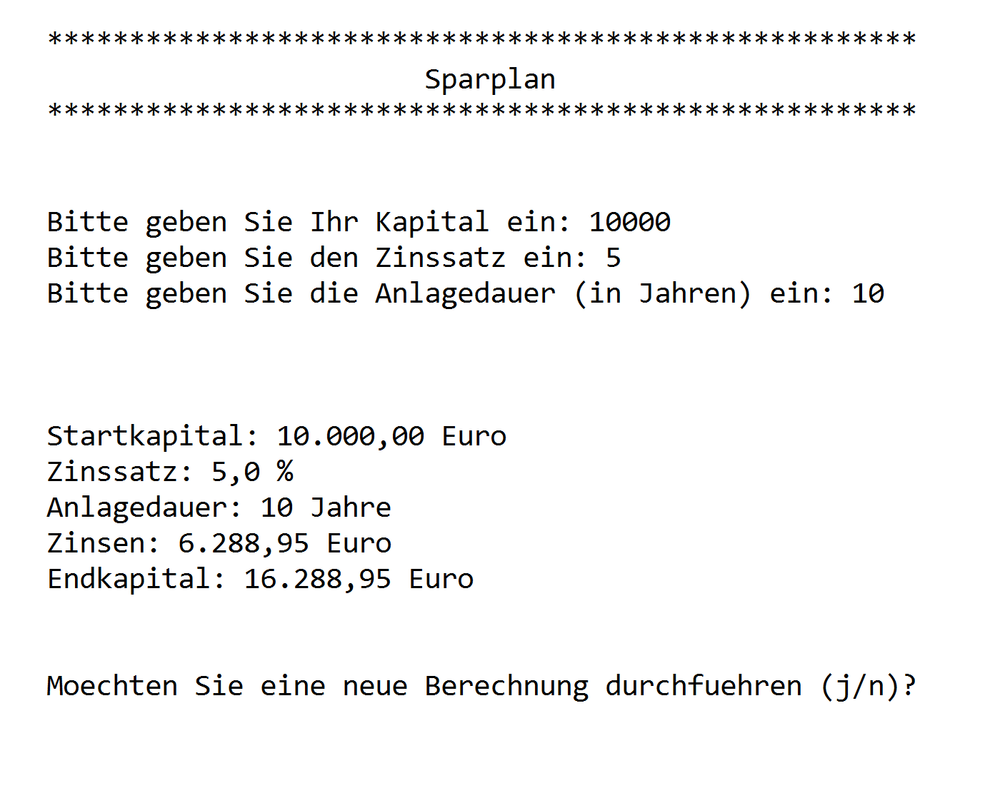 *****************************************************
Sparplan
*****************************************************
Bitte geben Sie Ihr Kapital ein: 10000
Bitte geben Sie den Zinssatz ein: 5
Bitte geben Sie die Anlagedauer (in Jahren) ein: 10
Startkapital: 10.000,00 Euro
Zinssatz: 5,0 %
Anlagedauer: 10 Jahre
Zinsen: 6.288,95 Euro
Endkapital: 16.288,95 Euro
Moechten Sie eine neue Berechnung durchfuehren (j/n)?